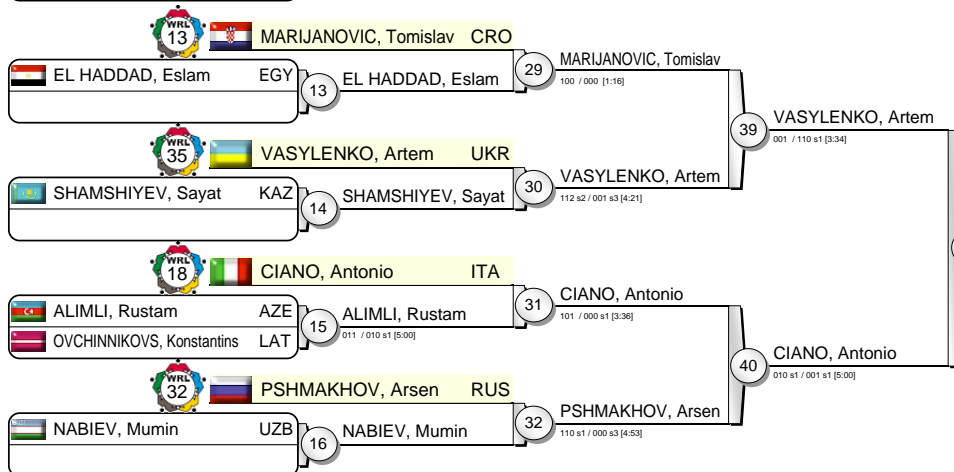 WRL
13
MARIJANOVIC, Tomislav CRO
EL HADDAD, Eslam EGY
13
EL HADDAD, Eslam
29
MARIJANOVIC, Tomislav
100 / 000 [1:16]
WRL
35
VASYLENKO, Artem UKR
SHAMSHIYEV, Sayat KAZ
14
SHAMSHIYEV, Sayat
30
VASYLENKO, Artem
112 s2 / 001 s3 [4:21]
39
VASYLENKO, Artem
001 / 110 s1 [3:34]
WRL
18
CIANO, Antonio ITA
ALIMLI, Rustam AZE
OVCHINNIKOVS, Konstantins LAT
15
ALIMLI, Rustam
011 / 010 s1 [5:00]
31
CIANO, Antonio
101 / 000 s1 [3:36]
WRL
32
PSHMAKHOV, Arsen RUS
NABIEV, Mumin UZB
16
NABIEV, Mumin
32
PSHMAKHOV, Arsen
110 s1 / 000 s3 [4:53]
40
CIANO, Antonio
010 s1 / 001 s1 [5:00]